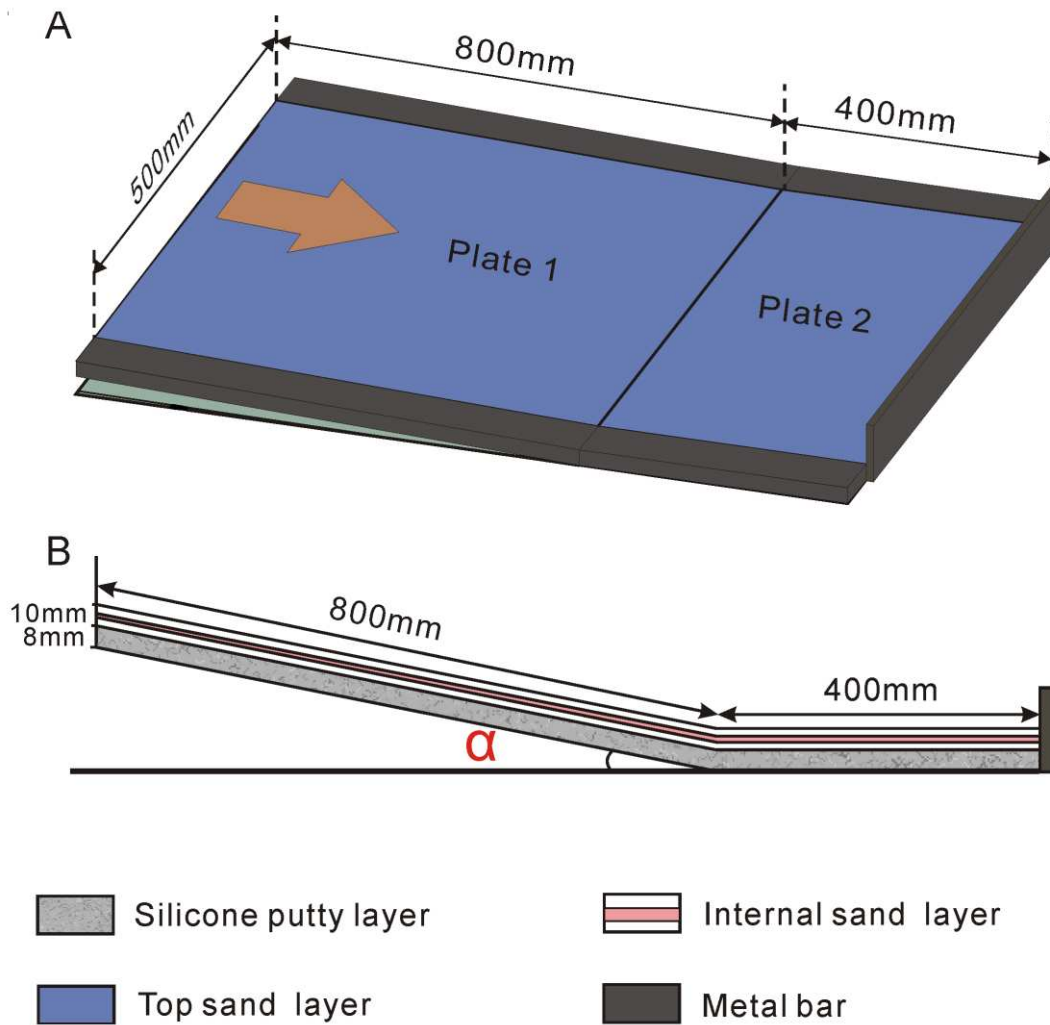 A
800mm
400mm
500mm
Plate 1
Plate 2
B
10mm
8mm
800mm
400mm
α
Silicone putty layer
Internal sand layer
Top sand layer
Metal bar